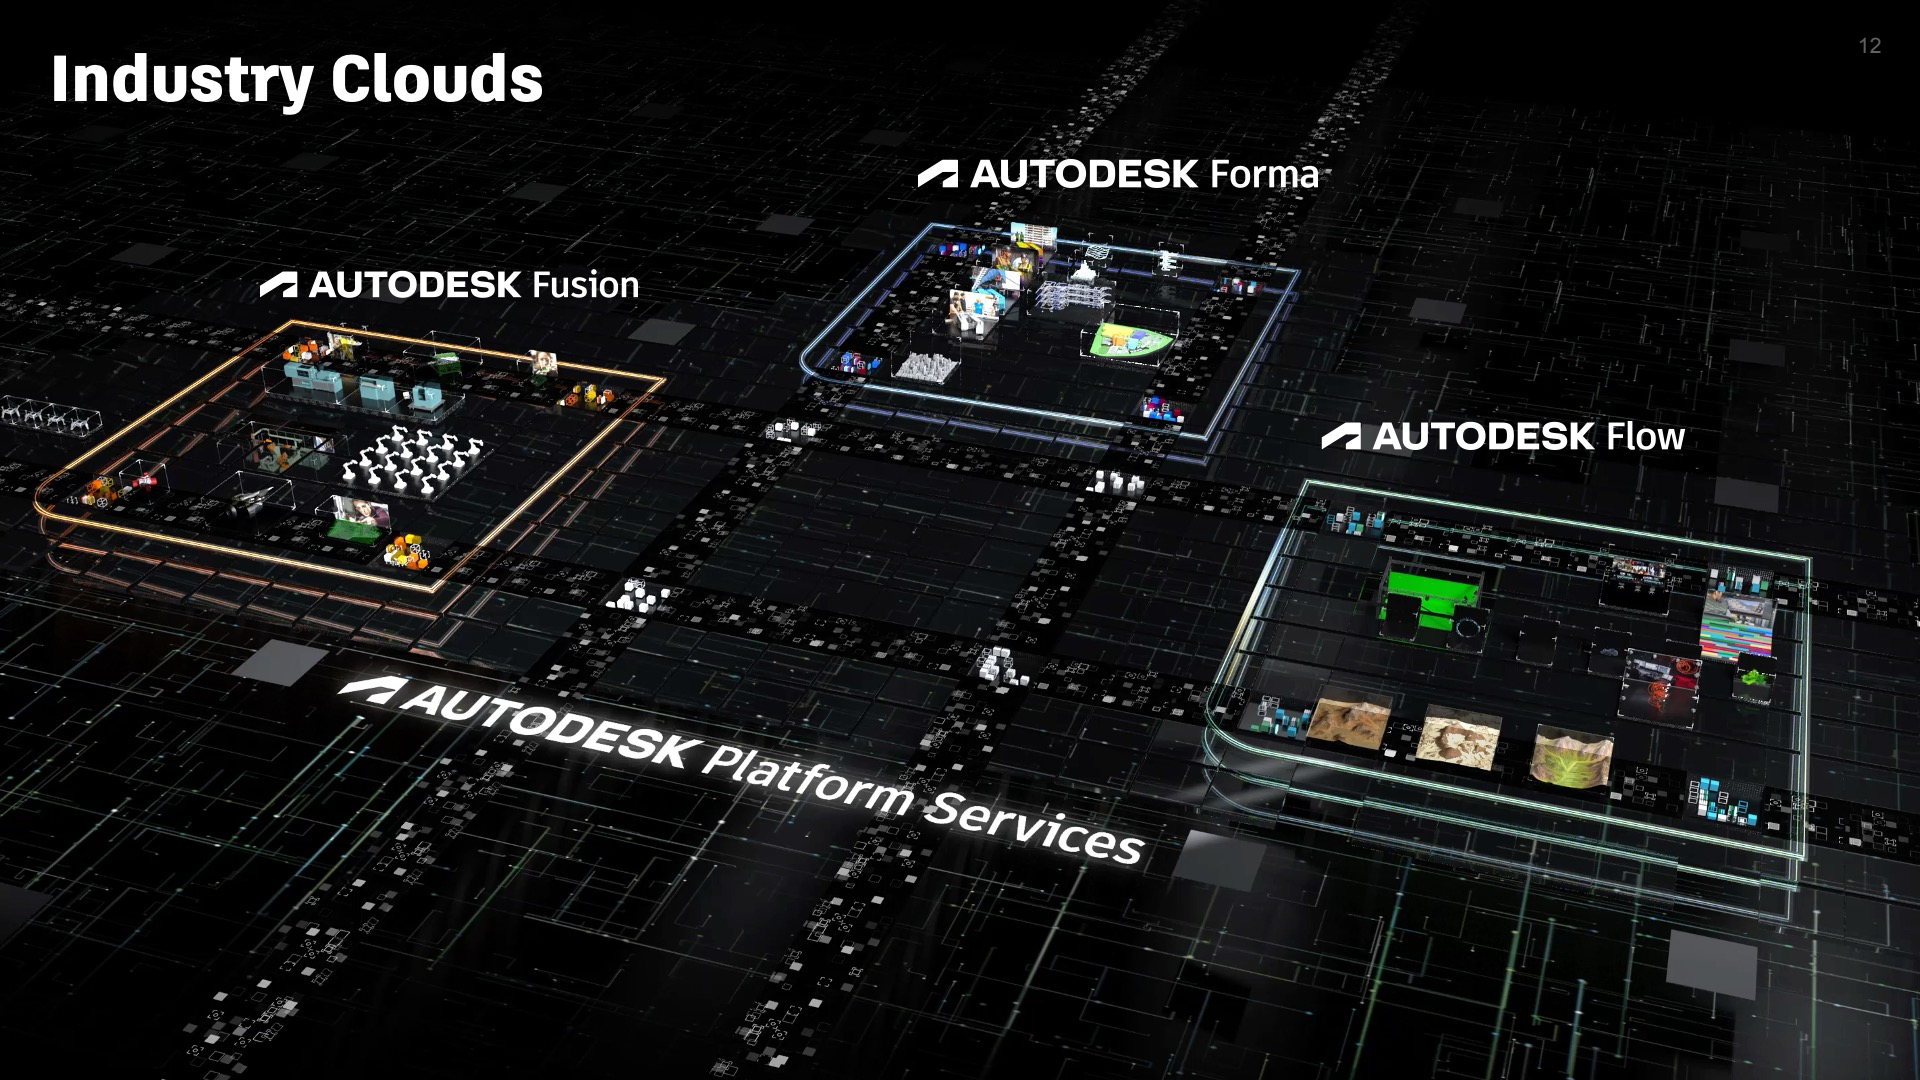 Industry Clouds
12
AUTODESK Forma
AUTODESK Fusion
AUTODESK Flow
AUTODESK Platform Services